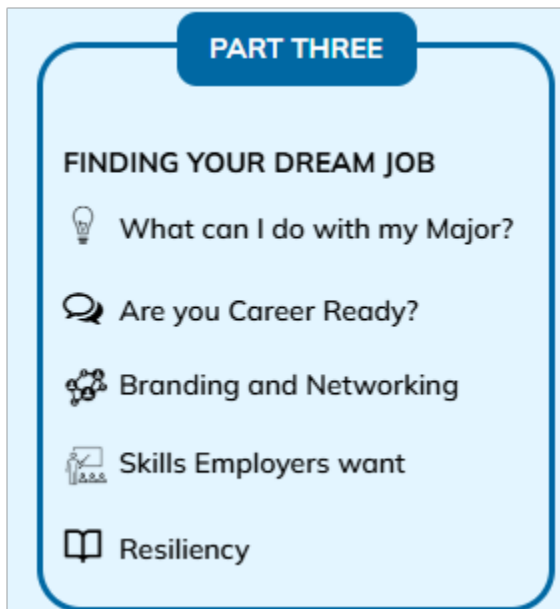 PART THREE
FINDING YOUR DREAM JOB
What can I do with my Major?
Are you Career Ready?
Branding and Networking
Skills Employers want
Resiliency